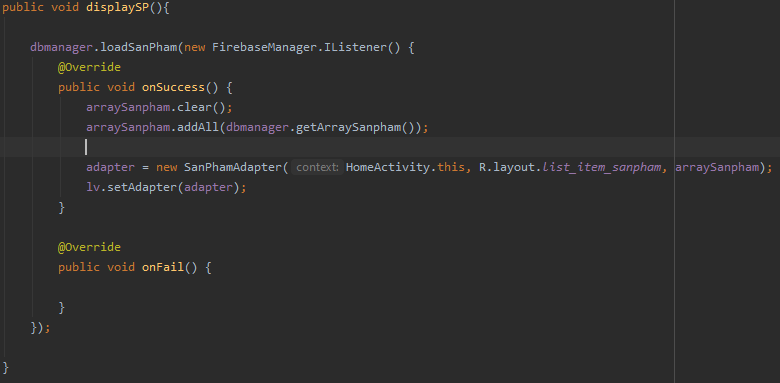 public void displaySP(){
dbmanager.loadSanPham(new FirebaseManager.IListener() {
@Override
public void onSuccess() {
arraySanpham.clear();
arraySanpham.addAll(dbmanager.getArraySanpham());
adapter = new SanPhamAdapter( context: HomeActivity.this, R.layout.list_item_sanpham, arraySanpham);
lv.setAdapter(adapter);
}
@Override
public void onFail() {
}
});
}